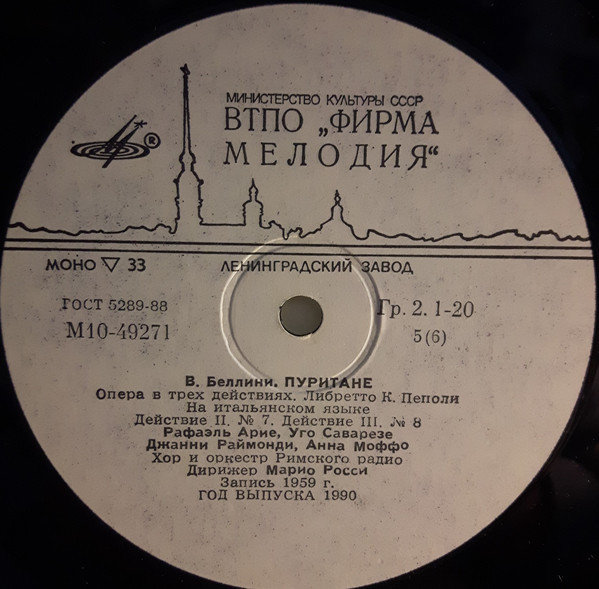 МИНИСТЕРСТВО КУЛЬТУРЫ СССР
ВТПО „ФИРМА
МЕЛОДИЯ“
®
МОНО ▽ 33
ЛЕНИНГРАДСКИЙ ЗАВОД
ГОСТ 5289-88
Гр. 2. 1-20
М10-49271
5(6)
В. Беллини. ПУРИТАНЕ
Опера в трех действиях. Либретто К. Пеполи
На итальянском языке
Действие II. № 7. Действие III. № 8
Рафаэль Арие, Уго Саварезе
Джанни Раймонди, Анна Моффо
Хор и оркестр Римского радио
Дирижер Марио Росси
Запись 1959 г.
ГОД ВЫПУСКА 1990